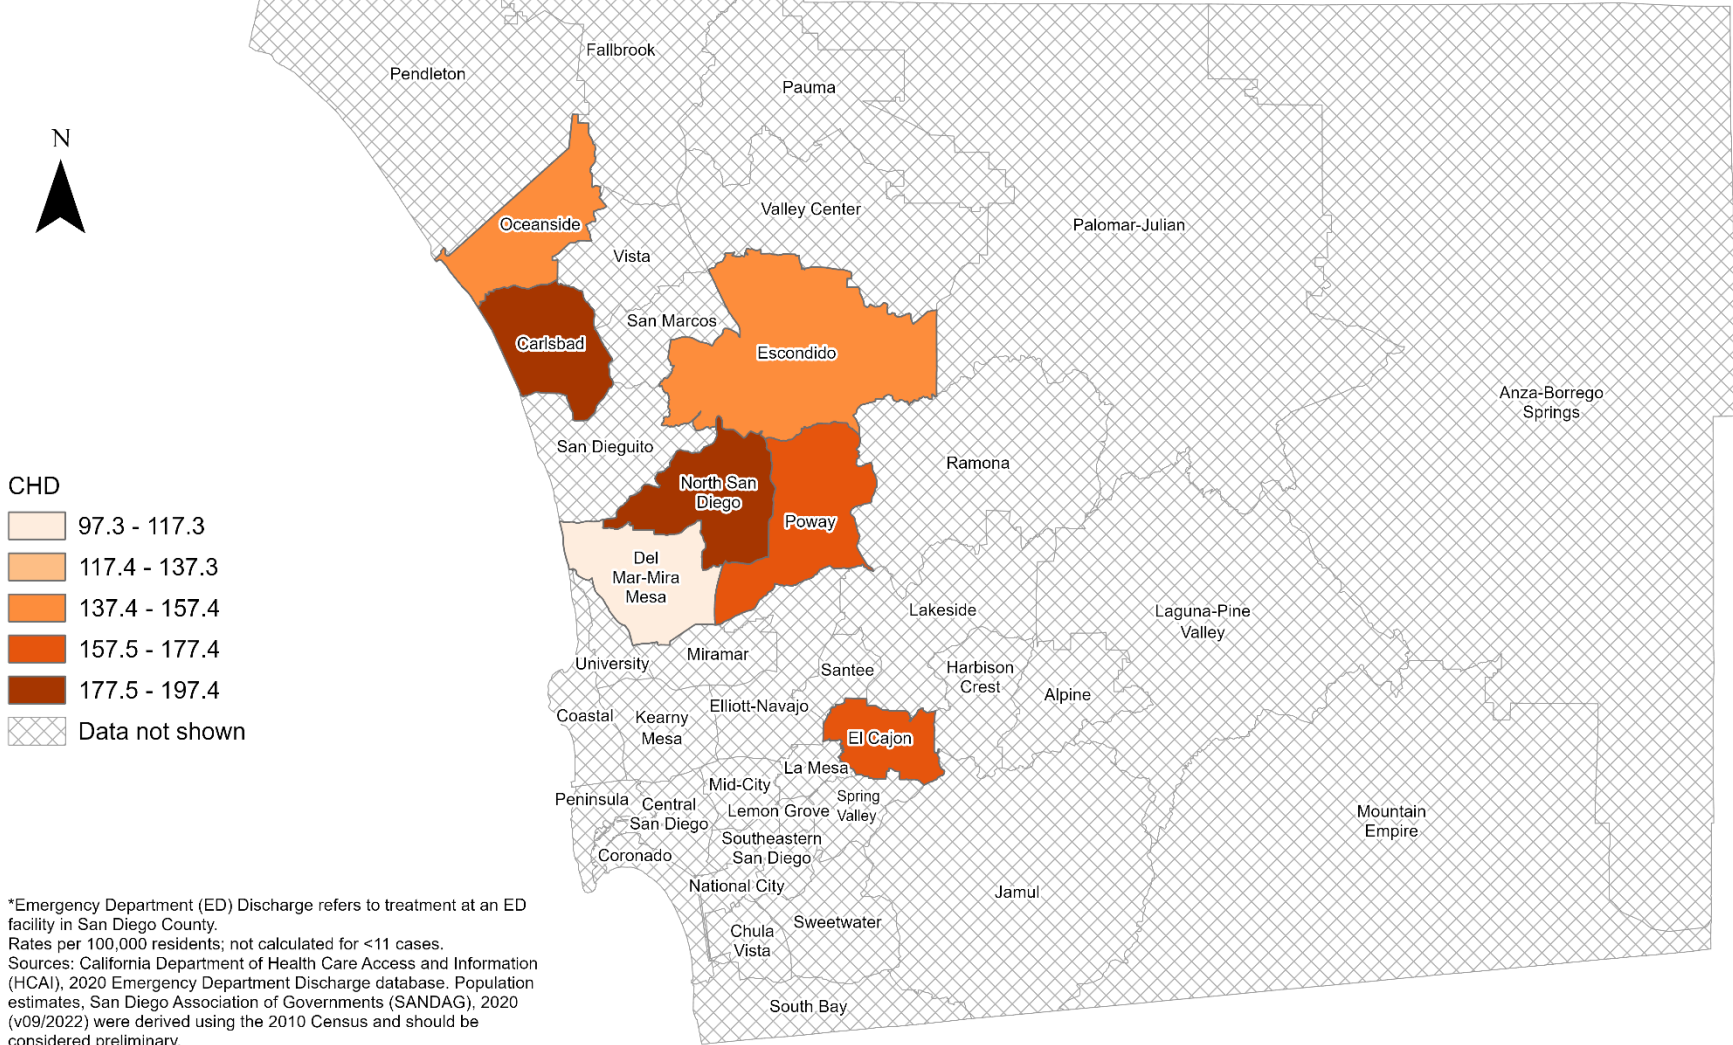 Fallbrook
Pendleton
Pauma
N
Valley Center
Oceanside
Palomar-Julian
Vista
San Marcos
Carlsbad
Escondido
Anza-Borrego
Springs
San Dieguito
Ramona
North San
Diego
Poway
Del
Mar-Mira
Mesa
Lakeside
Laguna-Pine
Valley
Miramar
University
Santee
Harbison
Crest
Alpine
Elliott-Navajo
Coastal
Kearny
Mesa
El Cajon
La Mesa
Mid-City
Peninsula
Central
San Diego
Lemon Grove
Spring
Valley
Mountain
Empire
Southeastern
San Diego
Coronado
National City
Jamul
Sweetwater
Chula
Vista
South Bay
CHD
97.3 - 117.3
117.4 - 137.3
137.4 - 157.4
157.5 - 177.4
177.5 - 197.4
Data not shown
*Emergency Department (ED) Discharge refers to treatment at an ED
facility in San Diego County.
Rates per 100,000 residents; not calculated for <11 cases.
Sources: California Department of Health Care Access and Information
(HCAI), 2020 Emergency Department Discharge database. Population
estimates, San Diego Association of Governments (SANDAG), 2020
(v09/2022) were derived using the 2010 Census and should be
considered preliminary.